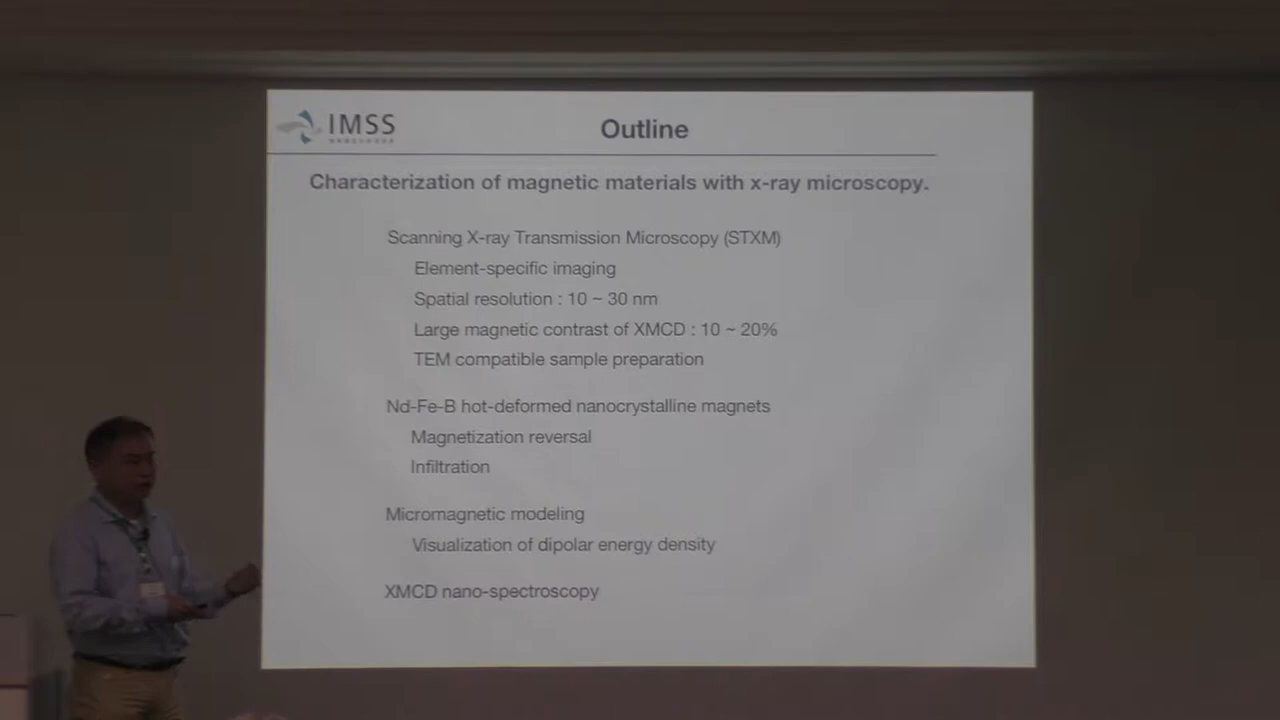 IMSS
Outline
Characterization of magnetic materials with x-ray microscopy.
Scanning X-ray Transmission Microscopy (STXM)
Element-specific imaging
Spatial resolution : 10 ~ 30 nm
Large magnetic contrast of XMCD : 10 ~ 20%
TEM compatible sample preparation
Nd-Fe-B hot-deformed nanocrystalline magnets
Magnetization reversal
Infiltration
Micromagnetic modeling
Visualization of dipolar energy density
XMCD nano-spectroscopy